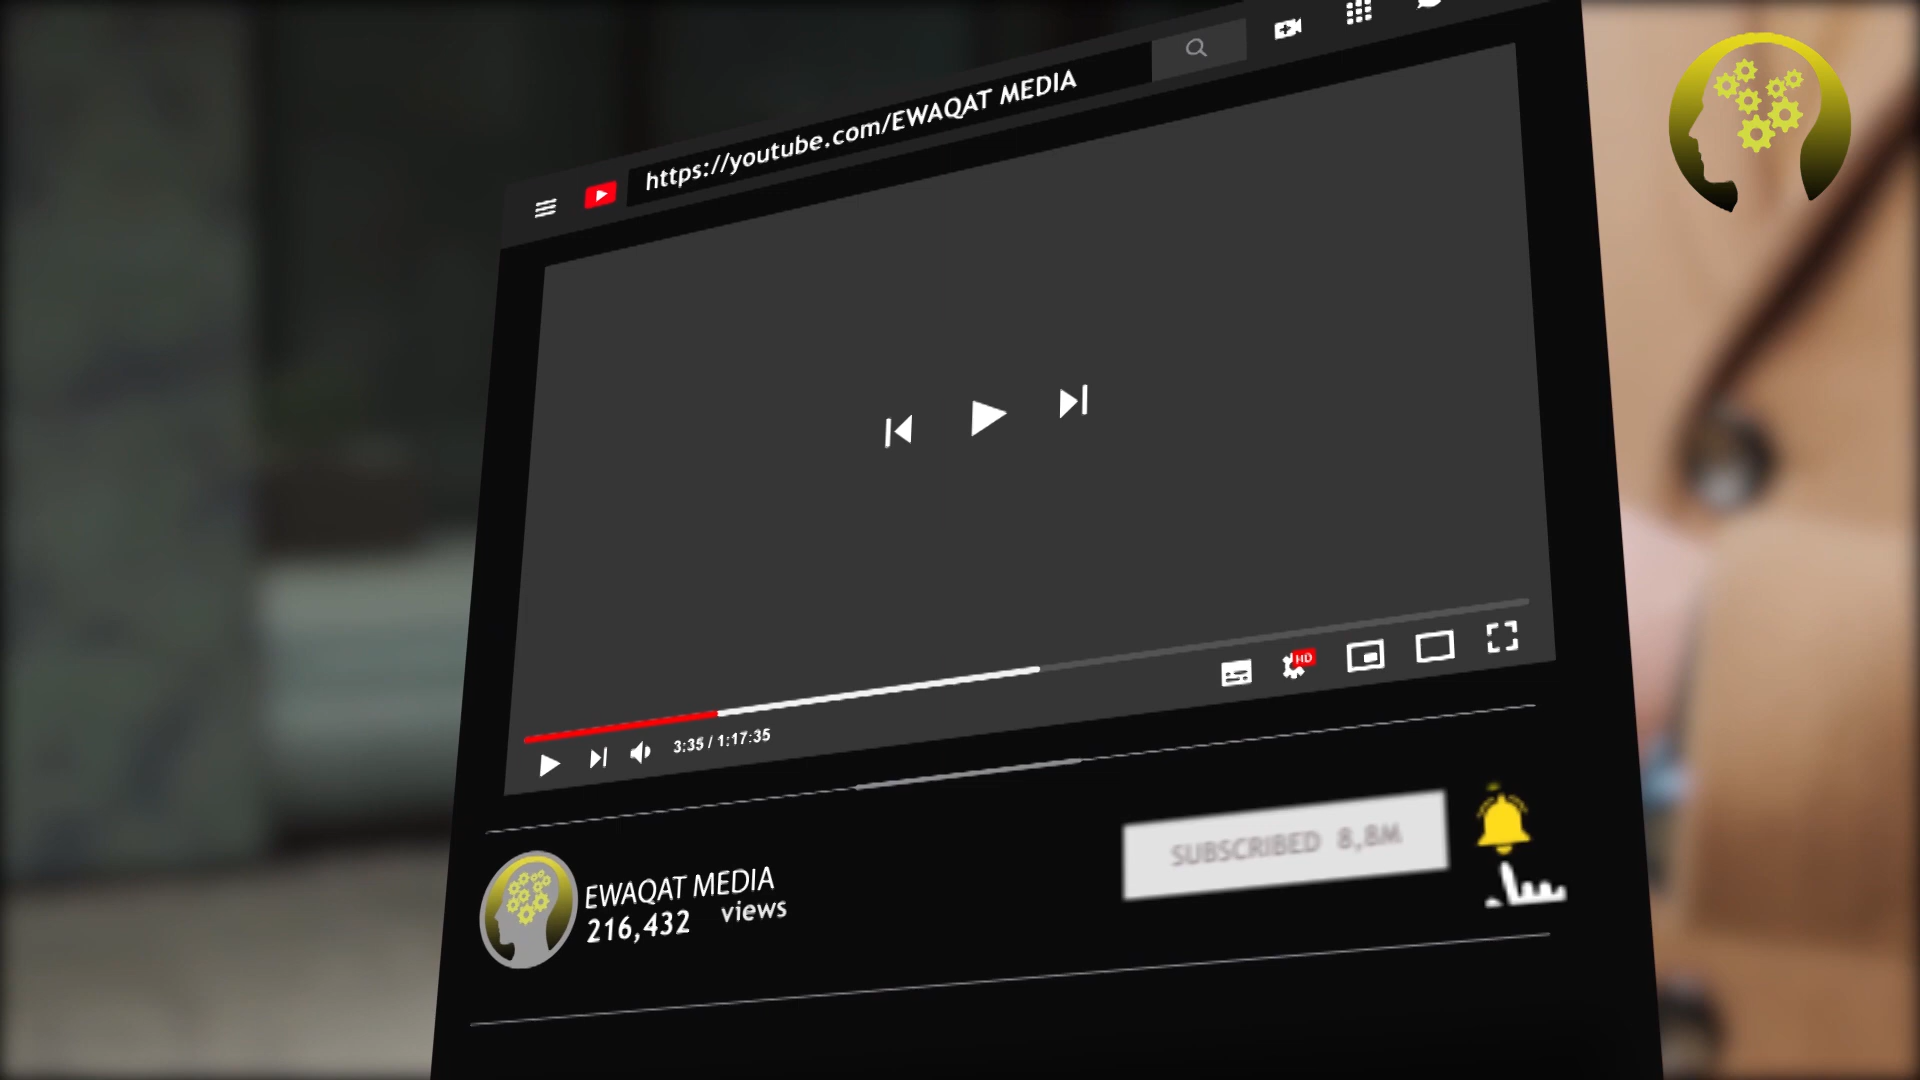 https://youtube.com/EWAQAT MEDIA
HD
3:35 / 1:17:35
SUBSCRIBED 8,8M
EWAQAT MEDIA
216,432 views